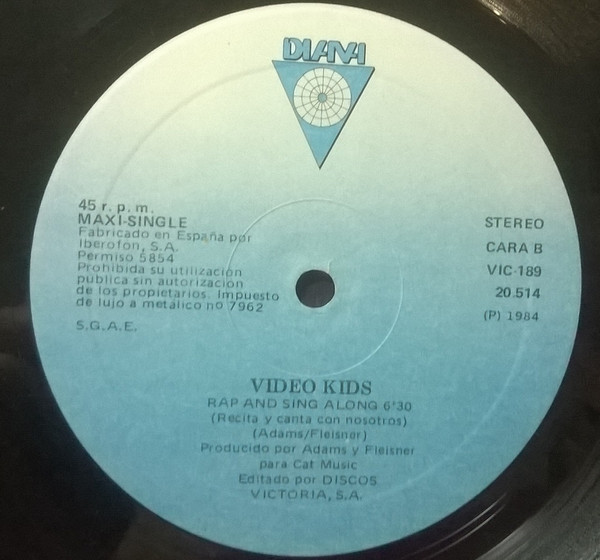 DIANA
45 r. p. m.
MAXI-SINGLE
Fabricado en España por
Iberofon, S.A.
Permiso 5854
Prohibida su utilización
publica sin autorización
de los propietarios. Impuesto
de lujo a metálico nº 7962
S.G.A.E.
STEREO
CARA B
VIC-189
20.514
(P) 1984
VIDEO KIDS
RAP AND SING ALONG 6'30
(Recita y canta con nosotros)
(Adams/Fleisner)
Producido por Adams y Fleisner
para Cat Music
Editado por DISCOS
VICTORIA, S.A.